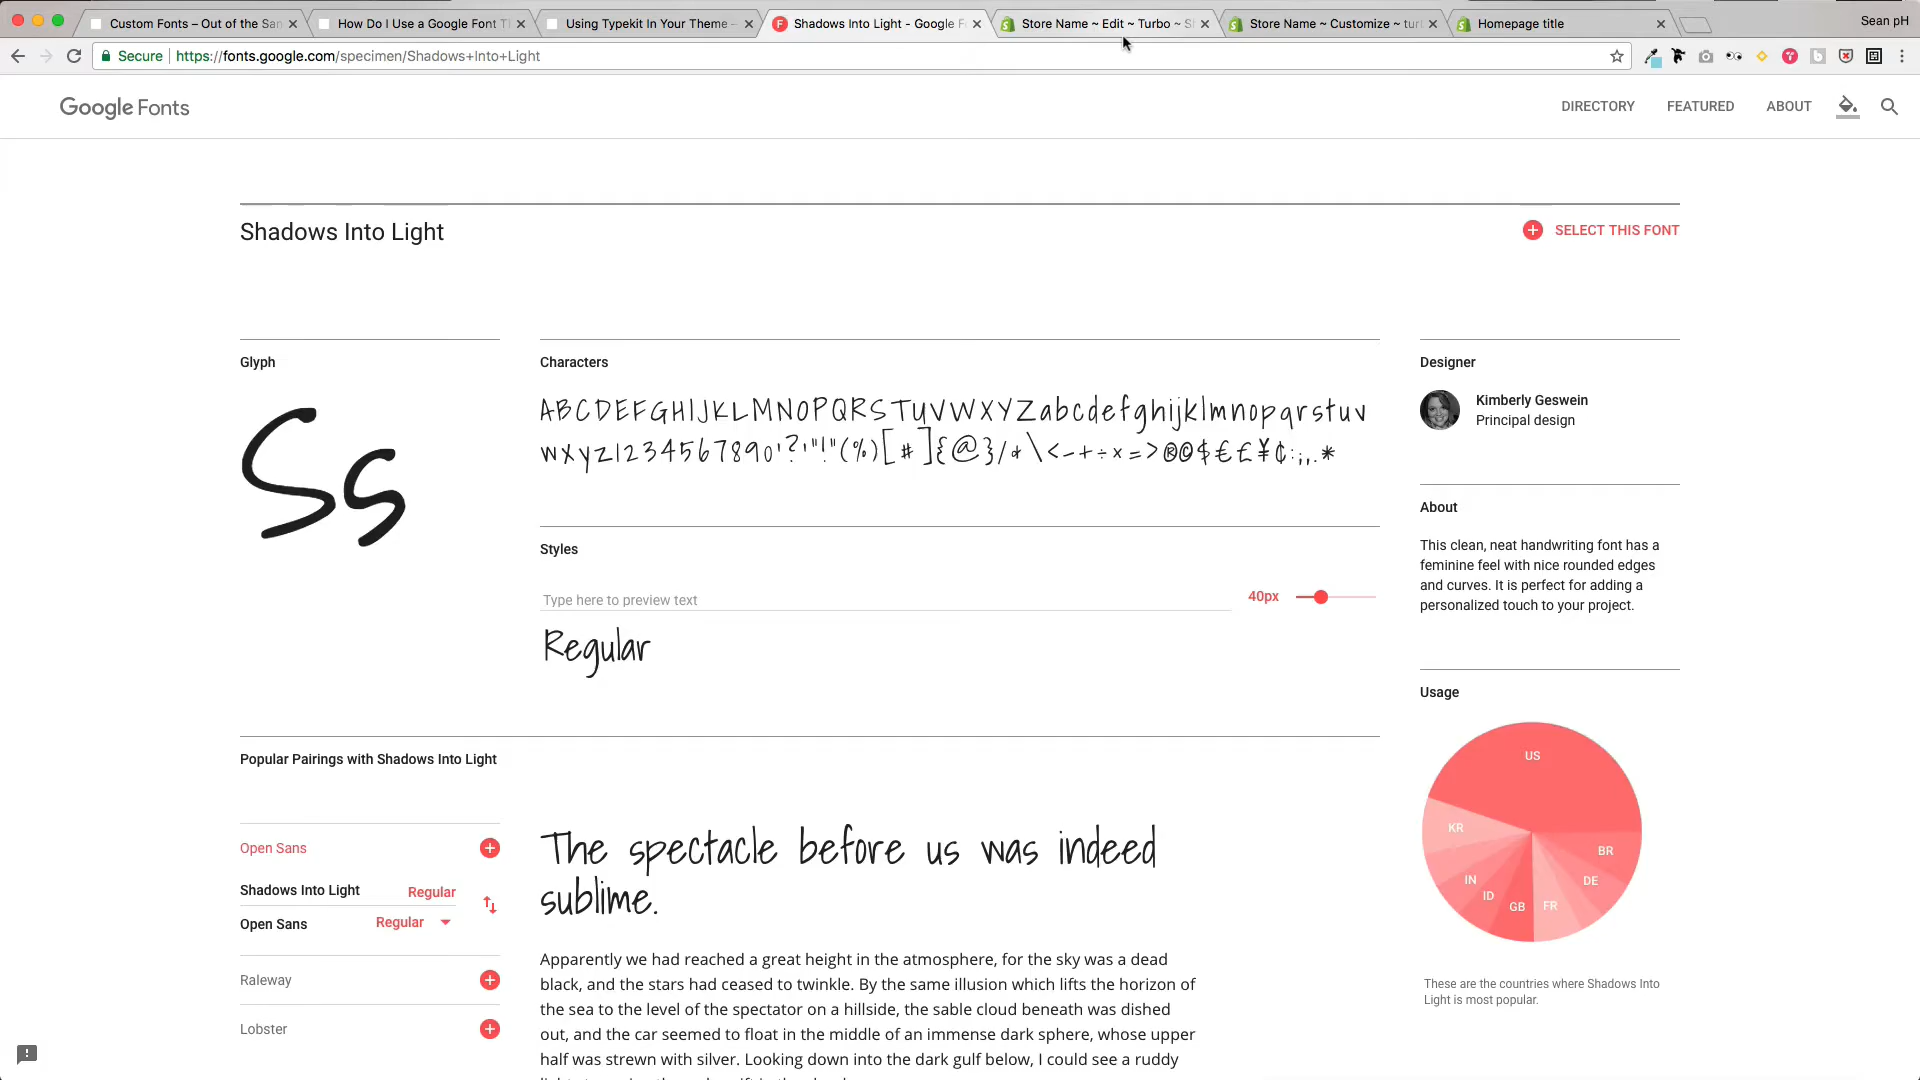 Custom Fonts – Out of the San
How Do I Use a Google Font T
Using Typekit In Your Theme –
Shadows Into Light - Google F
Store Name ~ Edit ~ Turbo ~ S
Store Name ~ Customize ~ tur
Homepage title
Sean pH
Secure
https://fonts.google.com/specimen/Shadows+Into+Light
Google Fonts
DIRECTORY
FEATURED
ABOUT
Shadows Into Light
SELECT THIS FONT
Glyph
Ss
Characters
ABCDEFGHIJKLMNOPQRSTUVWXYZabcdefghijklmnopqrstuv
wxyz1234567890'?'"!"(%)[#]{@}/&\<-+÷×=>®©$€£¥¢:;,.*
Designer
Kimberly Geswein
Principal design
Styles
Type here to preview text
40px
Regular
About
This clean, neat handwriting font has a
feminine feel with nice rounded edges
and curves. It is perfect for adding a
personalized touch to your project.
Popular Pairings with Shadows Into Light
Open Sans
Shadows Into Light
Regular
Open Sans
Regular
Raleway
Lobster
The spectacle before us was indeed
sublime.
Apparently we had reached a great height in the atmosphere, for the sky was a dead
black, and the stars had ceased to twinkle. By the same illusion which lifts the horizon of
the sea to the level of the spectator on a hillside, the sable cloud beneath was dished
out, and the car seemed to float in the middle of an immense dark sphere, whose upper
half was strewn with silver. Looking down into the dark gulf below, I could see a ruddy
Usage
US
KR
BR
IN
DE
ID
GB
FR
These are the countries where Shadows Into
Light is most popular.